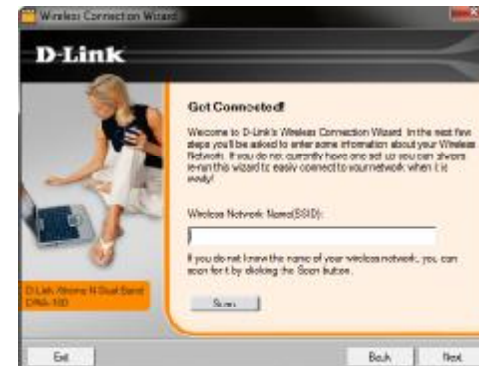 Wireless Connection Wizard
D-Link
Get Connected!
Welcome to D-Link's Wireless Connection Wizard. In the next few
steps you'll be asked to enter some information about your Wireless
Network. If you do not currently have one set up you can always
re-run this wizard to easily connect to your network when it is
ready!
Wireless Network Name(SSID):
If you do not know the name of your wireless network, you can
scan for it by clicking the Scan button.
D-Link Xtreme N Dual Band
Scan
Exit
Back
Next